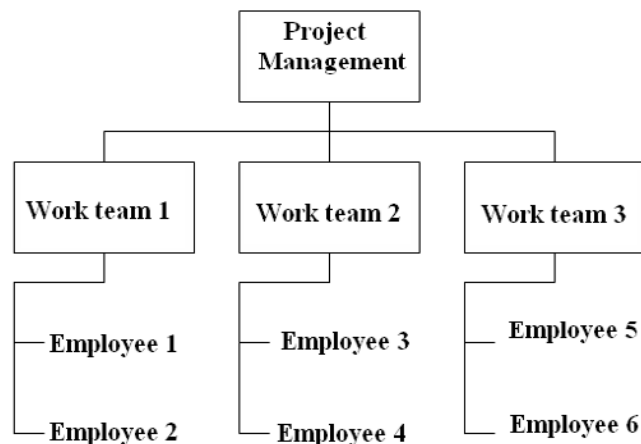 Project
Management
Work team 1
Work team 2
Work team 3
Employee 1
Employee 3
Employee 5
Employee 2
Employee 4
Employee 6